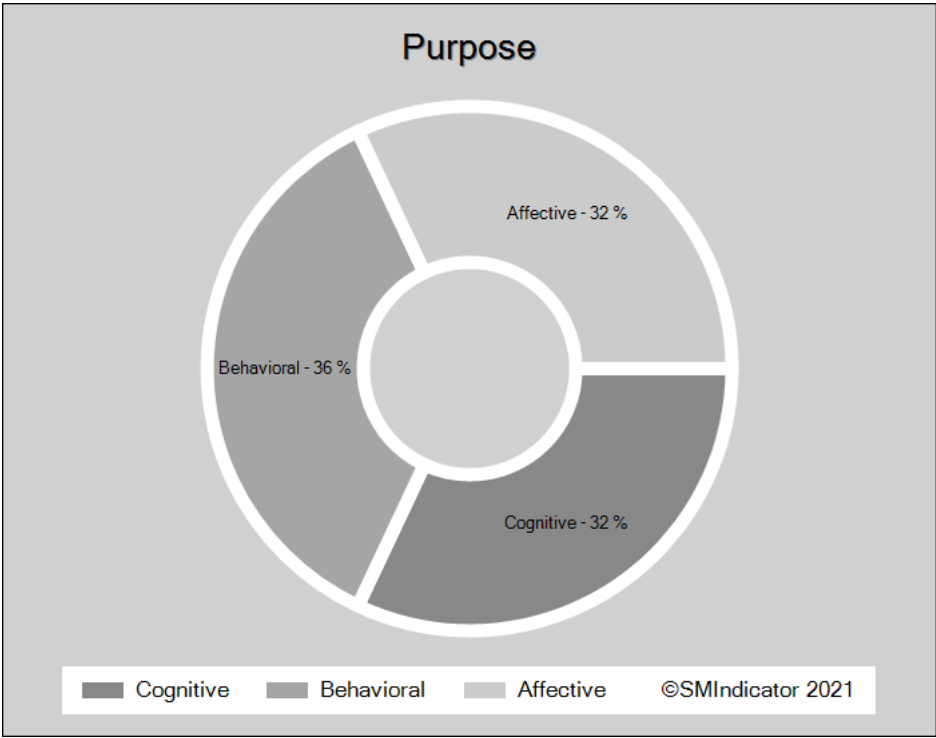 Purpose
Affective - 32 %
Behavioral - 36 %
Cognitive - 32 %
Cognitive Behavioral Affective ©SMIndicator 2021